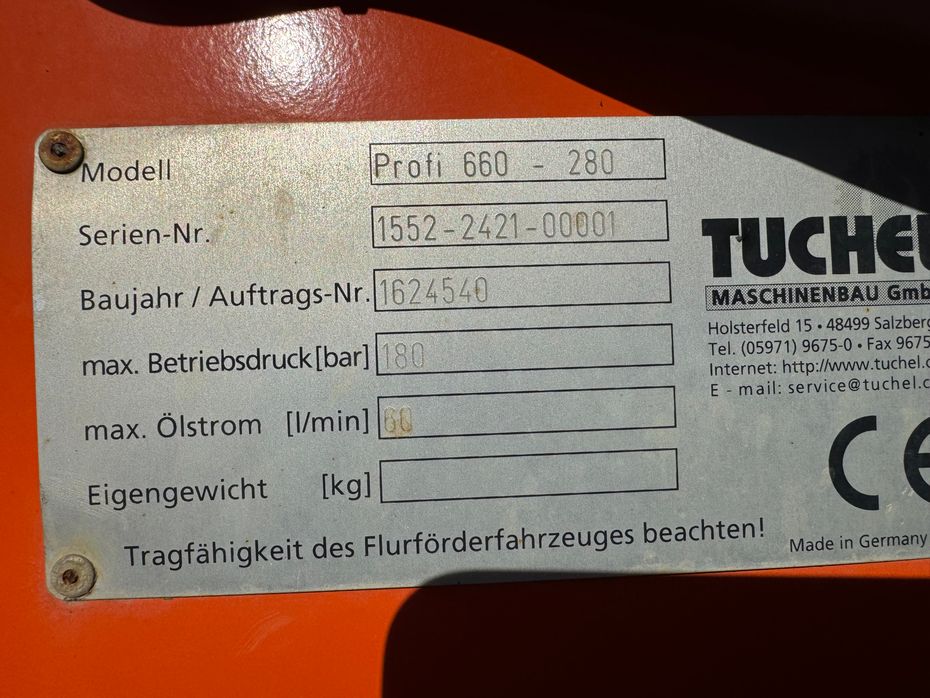 Modell Profi 660 - 280
Serien-Nr. 1552-2421-00001
Baujahr / Auftrags-Nr. 1624540
max. Betriebsdruck [bar] 180
max. Ölstrom [l/min] 60
Eigengewicht [kg]
Tragfähigkeit des Flurförderfahrzeuges beachten!
TUCHEL
MASCHINENBAU Gmb
Holsterfeld 15 • 48499 Salzberg
Tel. (05971) 9675-0 • Fax 9675
Internet: http://www.tuchel.c
E - mail: service@tuchel.c
CE
Made in Germany